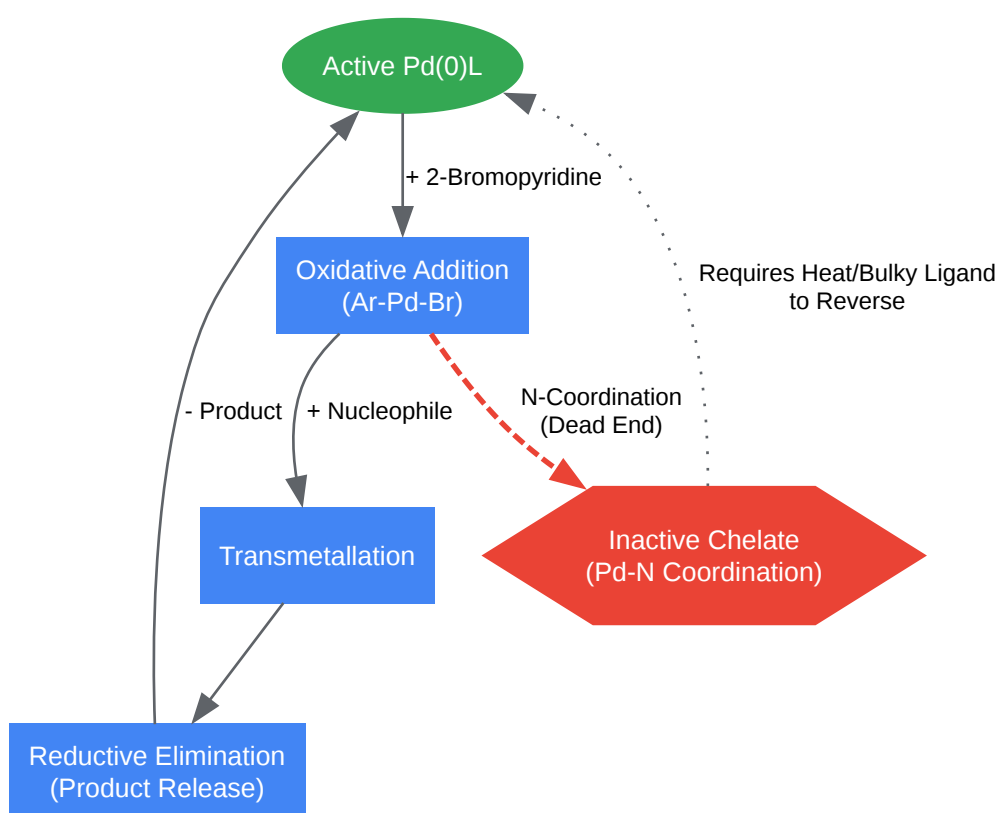 Active Pd(0)L
+ 2-Bromopyridine
Oxidative Addition
(Ar-Pd-Br)
Requires Heat/Bulky Ligand
to Reverse
- Product
+ Nucleophile
N-Coordination
(Dead End)
Transmetallation
Inactive Chelate
(Pd-N Coordination)
Reductive Elimination
(Product Release)